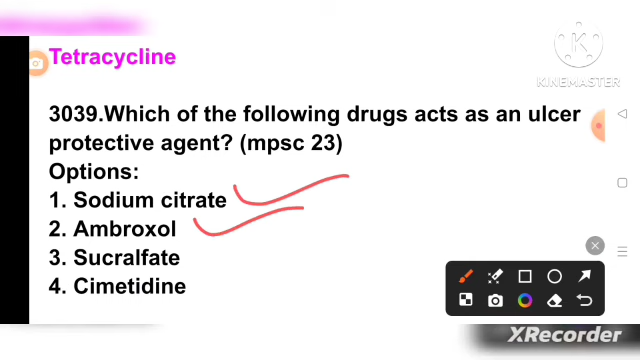 Tetracycline
K
KINEMASTER
3039.Which of the following drugs acts as an ulcer
protective agent? (mpsc 23)
Options:
1. Sodium citrate
2. Ambroxol
3. Sucralfate
4. Cimetidine
XRecorder